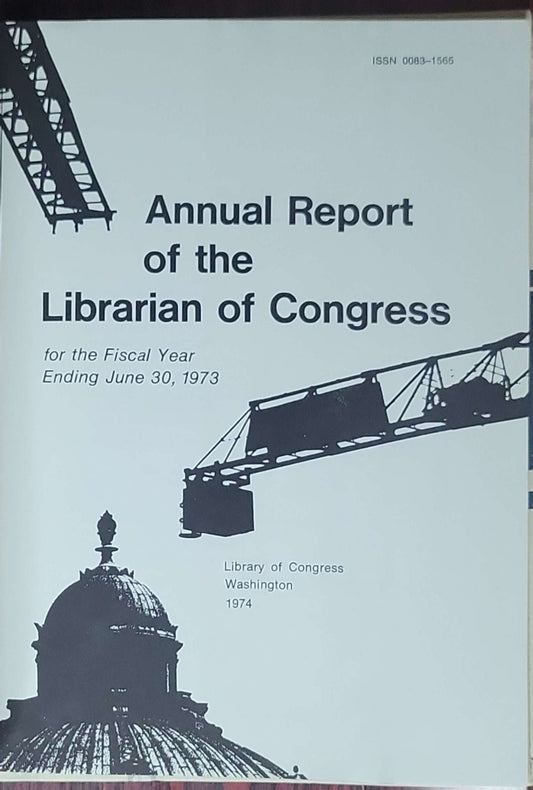 ISSN 0083-1565
Annual Report
of the
Librarian of Congress
for the Fiscal Year
Ending June 30, 1973
Library of Congress
Washington
1974